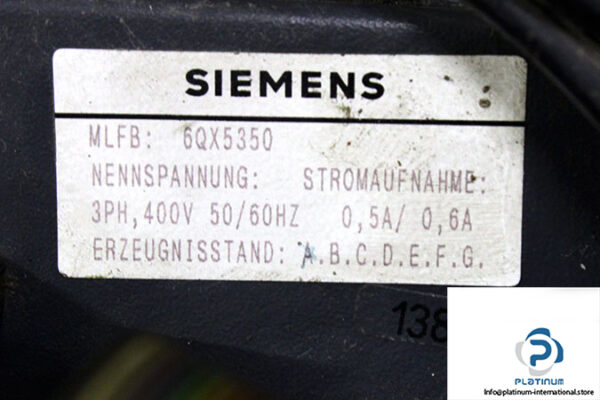 SIEMENS
MLFB: 6QX5350
NENNSPANNUNG: STROMAUFNAHME:
3PH,400V 50/60HZ 0,5A/ 0,6A
ERZEUGNISSTAND: A.B.C.D.E.F.G.
138
PLATINUM
Info@platinum-international.store